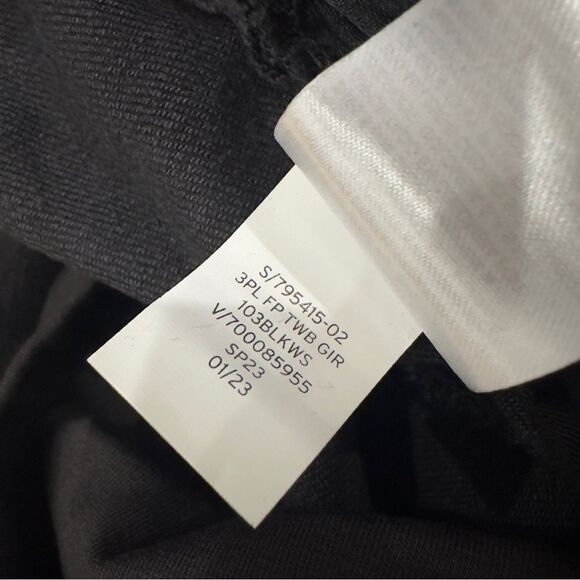 S/795415-02
3PL FP TWB GIR
103BLKWS
V/700085955
SP23
01/23